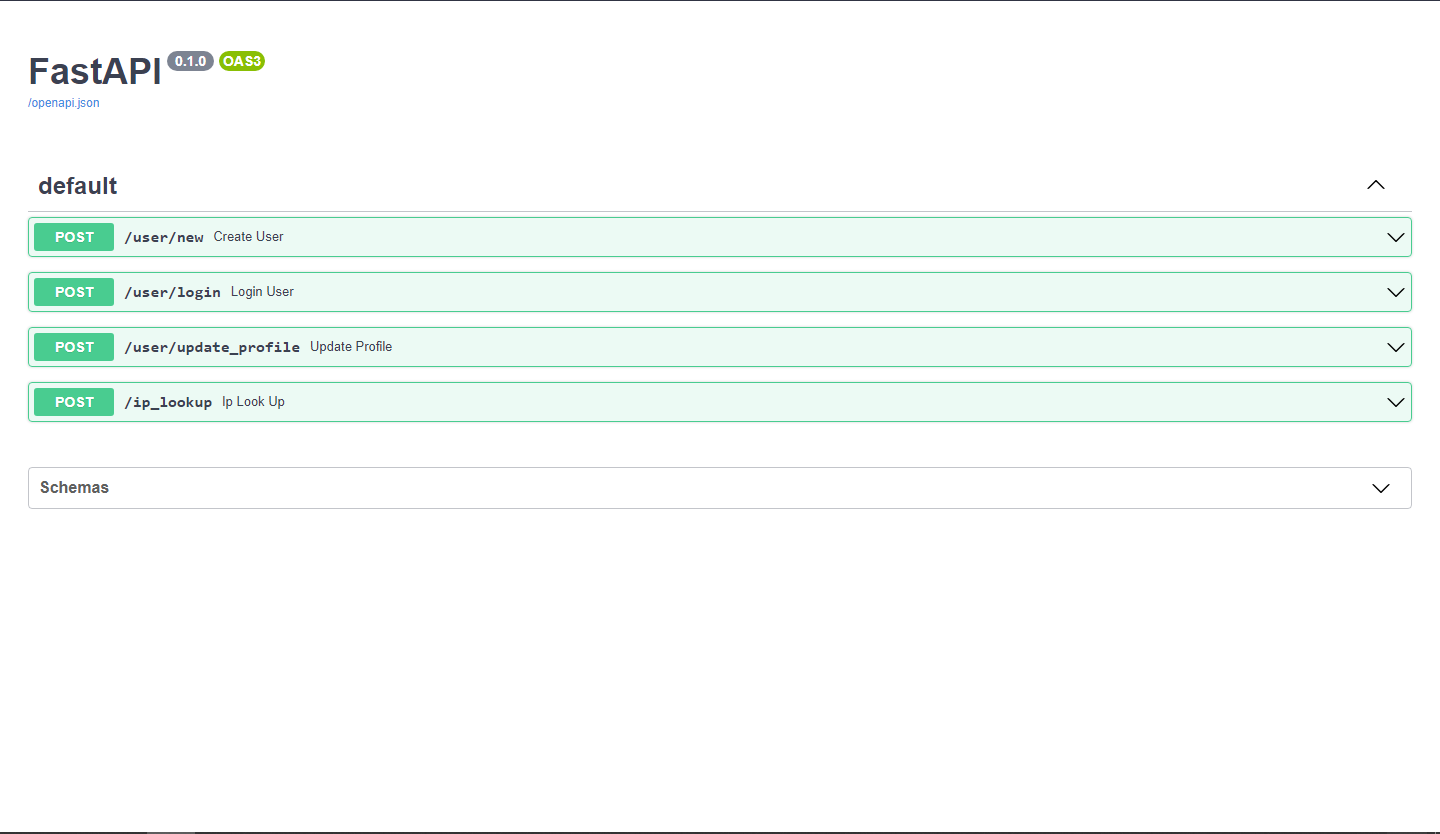 FastAPI 0.1.0 OAS3
/openapi.json
default
POST /user/new Create User
POST /user/login Login User
POST /user/update_profile Update Profile
POST /ip_lookup Ip Look Up
Schemas